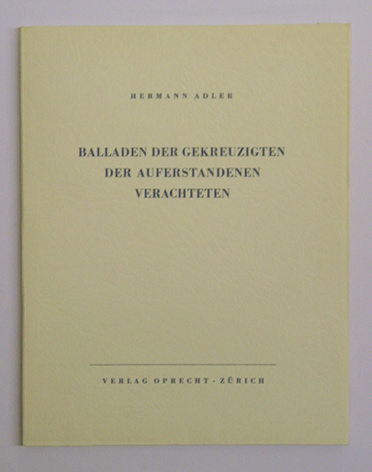 HERMANN ADLER
BALLADEN DER GEKREUZIGTEN
DER AUFERSTANDENEN
VERACHTETEN
VERLAG OPRECHT · ZÜRICH